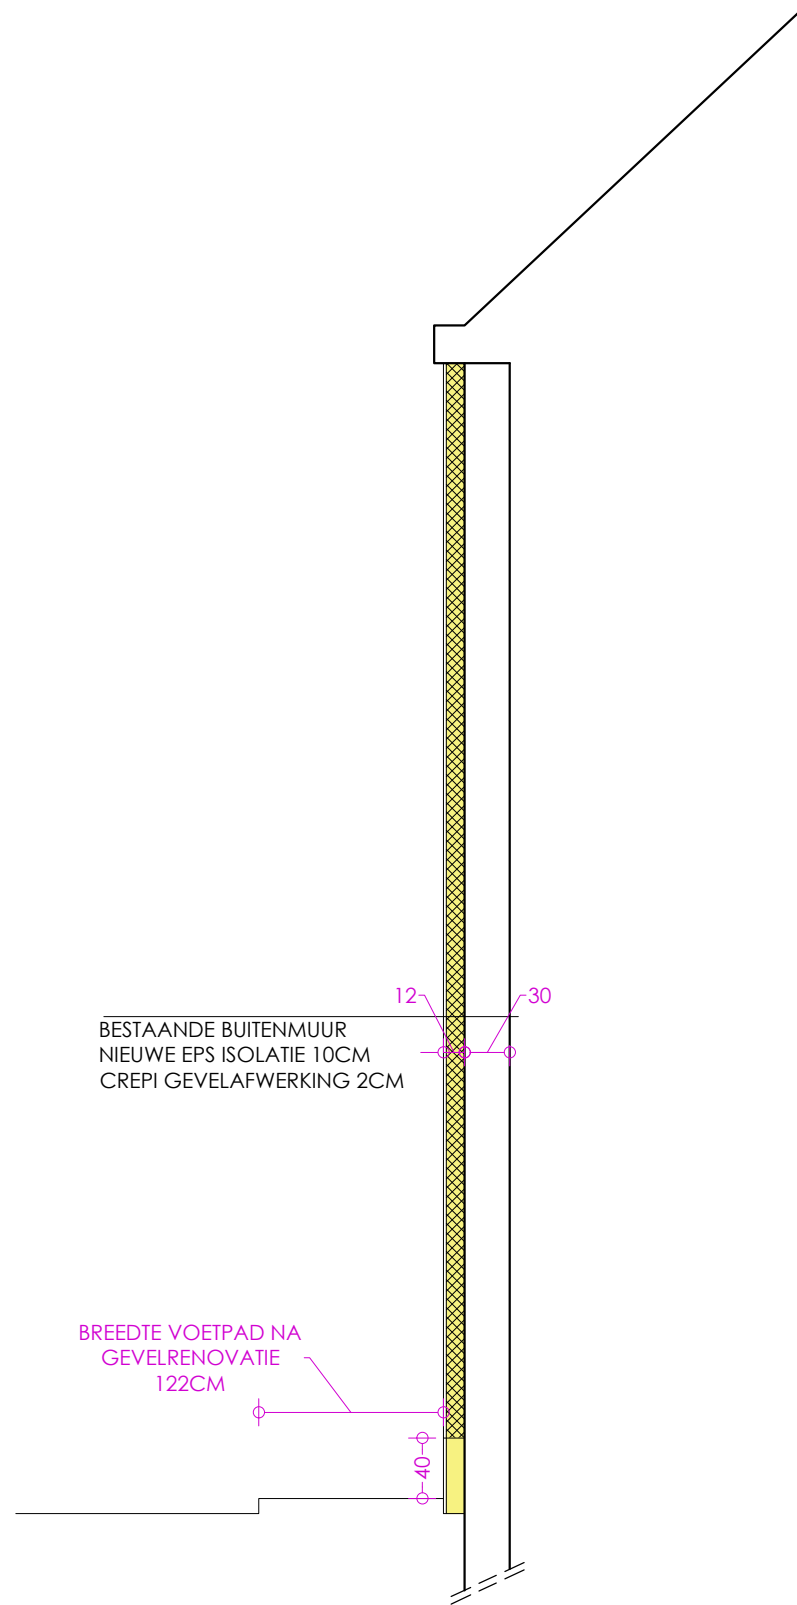 12
30
BESTAANDE BUITENMUUR
NIEUWE EPS ISOLATIE 10CM
CREPI GEVELAFWERKING 2CM
BREEDTE VOETPAD NA
GEVELRENOVATIE
122CM
40